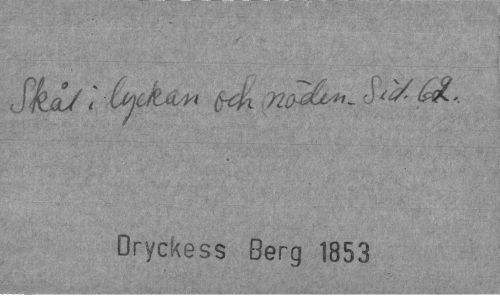 Skål i lyckan och nöden. Sid. 62.
Dryckess Berg 1853